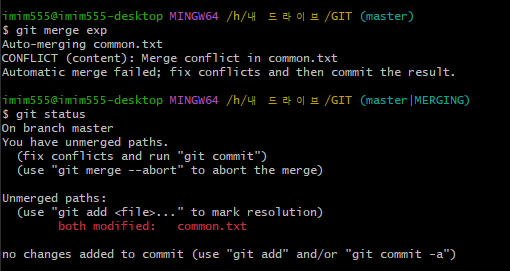 imim555@imim555-desktop MINGW64 /h/내 드라이브/GIT (master)
$ git merge exp
Auto-merging common.txt
CONFLICT (content): Merge conflict in common.txt
Automatic merge failed; fix conflicts and then commit the result.
imim555@imim555-desktop MINGW64 /h/내 드라이브/GIT (master|MERGING)
$ git status
On branch master
You have unmerged paths.
(fix conflicts and run "git commit")
(use "git merge --abort" to abort the merge)
Unmerged paths:
(use "git add <file>..." to mark resolution)
both modified: common.txt
no changes added to commit (use "git add" and/or "git commit -a")